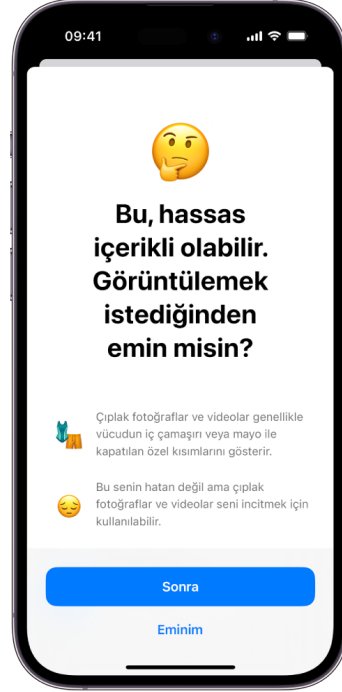 09:41
Bu, hassas
içerikli olabilir.
Görüntülemek
istediğinden
emin misin?
Çıplak fotoğraflar ve videolar genellikle
vücudun iç çamaşırı veya mayo ile
kapatılan özel kısımlarını gösterir.
Bu senin hatan değil ama çıplak
fotoğraflar ve videolar seni incitmek için
kullanılabilir.
Sonra
Eminim